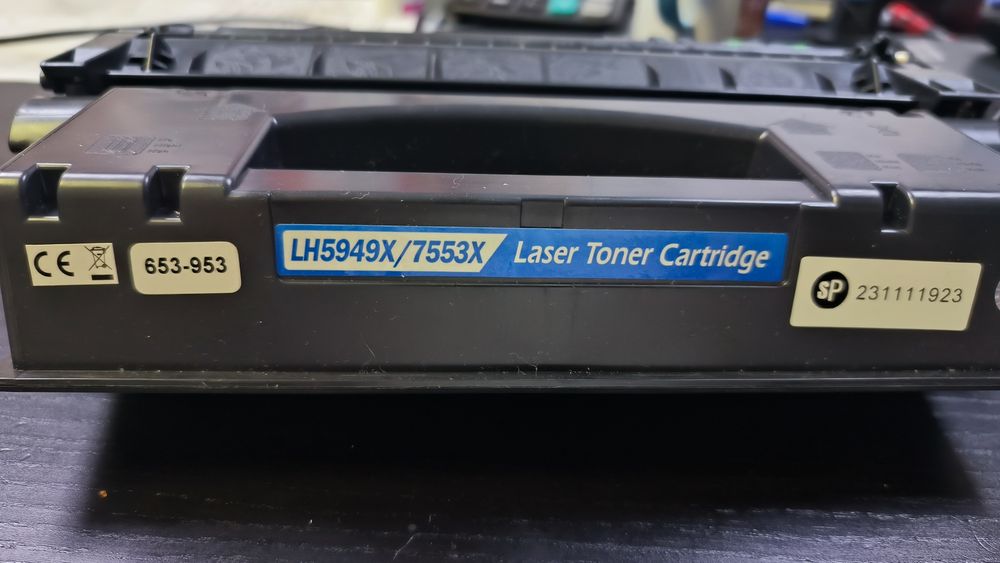 CE
653-953
LH5949X/7553X Laser Toner Cartridge
SP 231111923